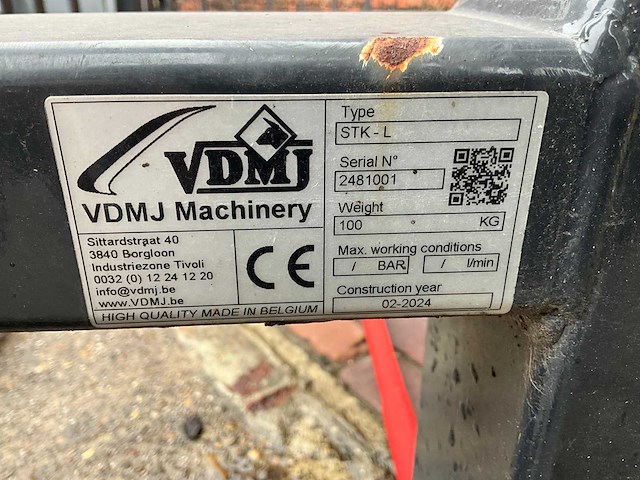 VDMJ
VDMJ Machinery
Sittardstraat 40
3840 Borgloon
Industriezone Tivoli
0032 (0) 12 24 12 20
info@vdmj.be
www.VDMJ.be
CE
HIGH QUALITY MADE IN BELGIUM
Type
STK - L
Serial N°
2481001
Weight
100 KG
Max. working conditions
/ BAR / l/min
Construction year
02-2024